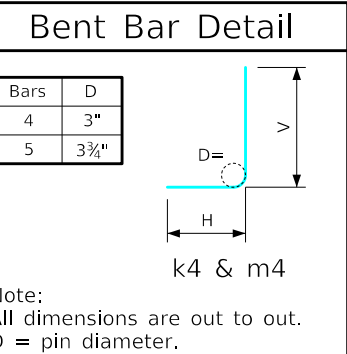 Bent Bar Detail
Bars D
4 3"
5 3¾"
D=
V
H
k4 & m4
ote:
ll dimensions are out to out.
= pin diameter.